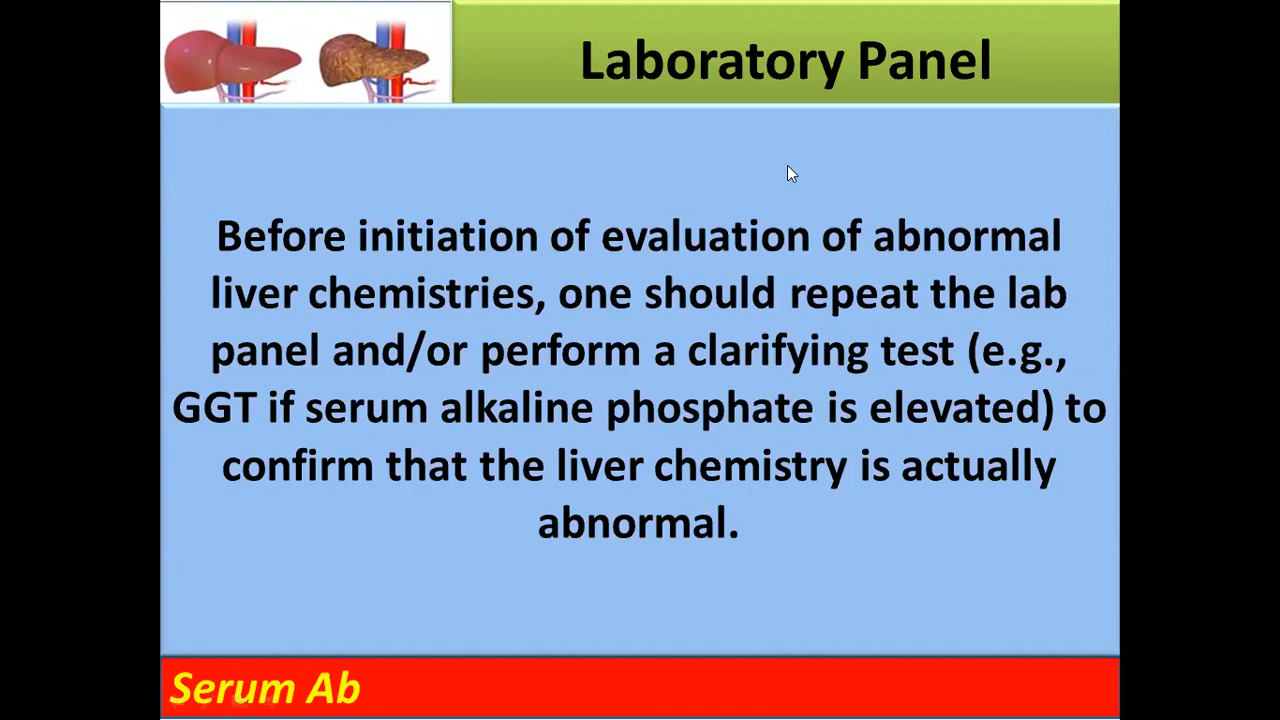 Laboratory Panel
Before initiation of evaluation of abnormal
liver chemistries, one should repeat the lab
panel and/or perform a clarifying test (e.g.,
GGT if serum alkaline phosphate is elevated) to
confirm that the liver chemistry is actually
abnormal.
Serum Ab